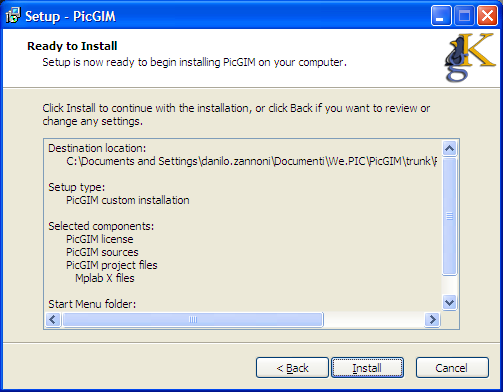 Setup - PicGIM
Ready to Install
Setup is now ready to begin installing PicGIM on your computer.
gK
Click Install to continue with the installation, or click Back if you want to review or
change any settings.
Destination location:
C:\Documents and Settings\danilo.zannoni\Documenti\We.PIC\PicGIM\trunk\
Setup type:
PicGIM custom installation
Selected components:
PicGIM license
PicGIM sources
PicGIM project files
Mplab X files
Start Menu folder:
< Back
Install
Cancel